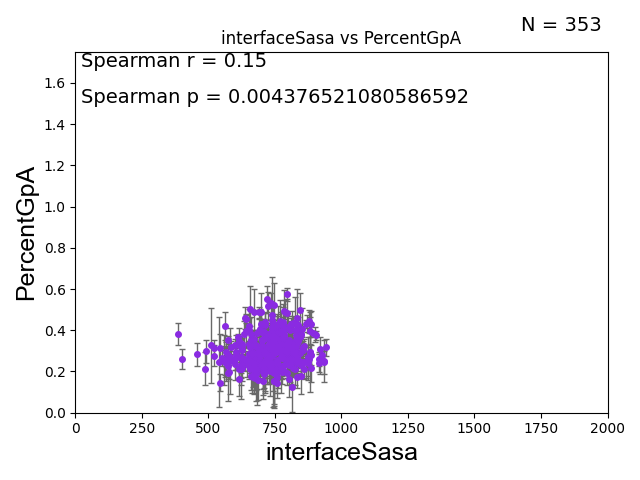 N = 353
interfaceSasa vs PercentGpA
Spearman r = 0.15
Spearman p = 0.004376521080586592
PercentGpA
1.6
1.4
1.2
1.0
0.8
0.6
0.4
0.2
0.0
0 250 500 750 1000 1250 1500 1750 2000
interfaceSasa